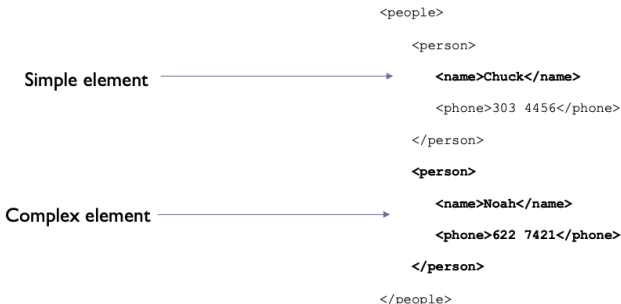 <people>
<person>
Simple element
<name>Chuck</name>
<phone>303 4456</phone>
</person>
<person>
<name>Noah</name>
Complex element
<phone>622 7421</phone>
</person>
</people>